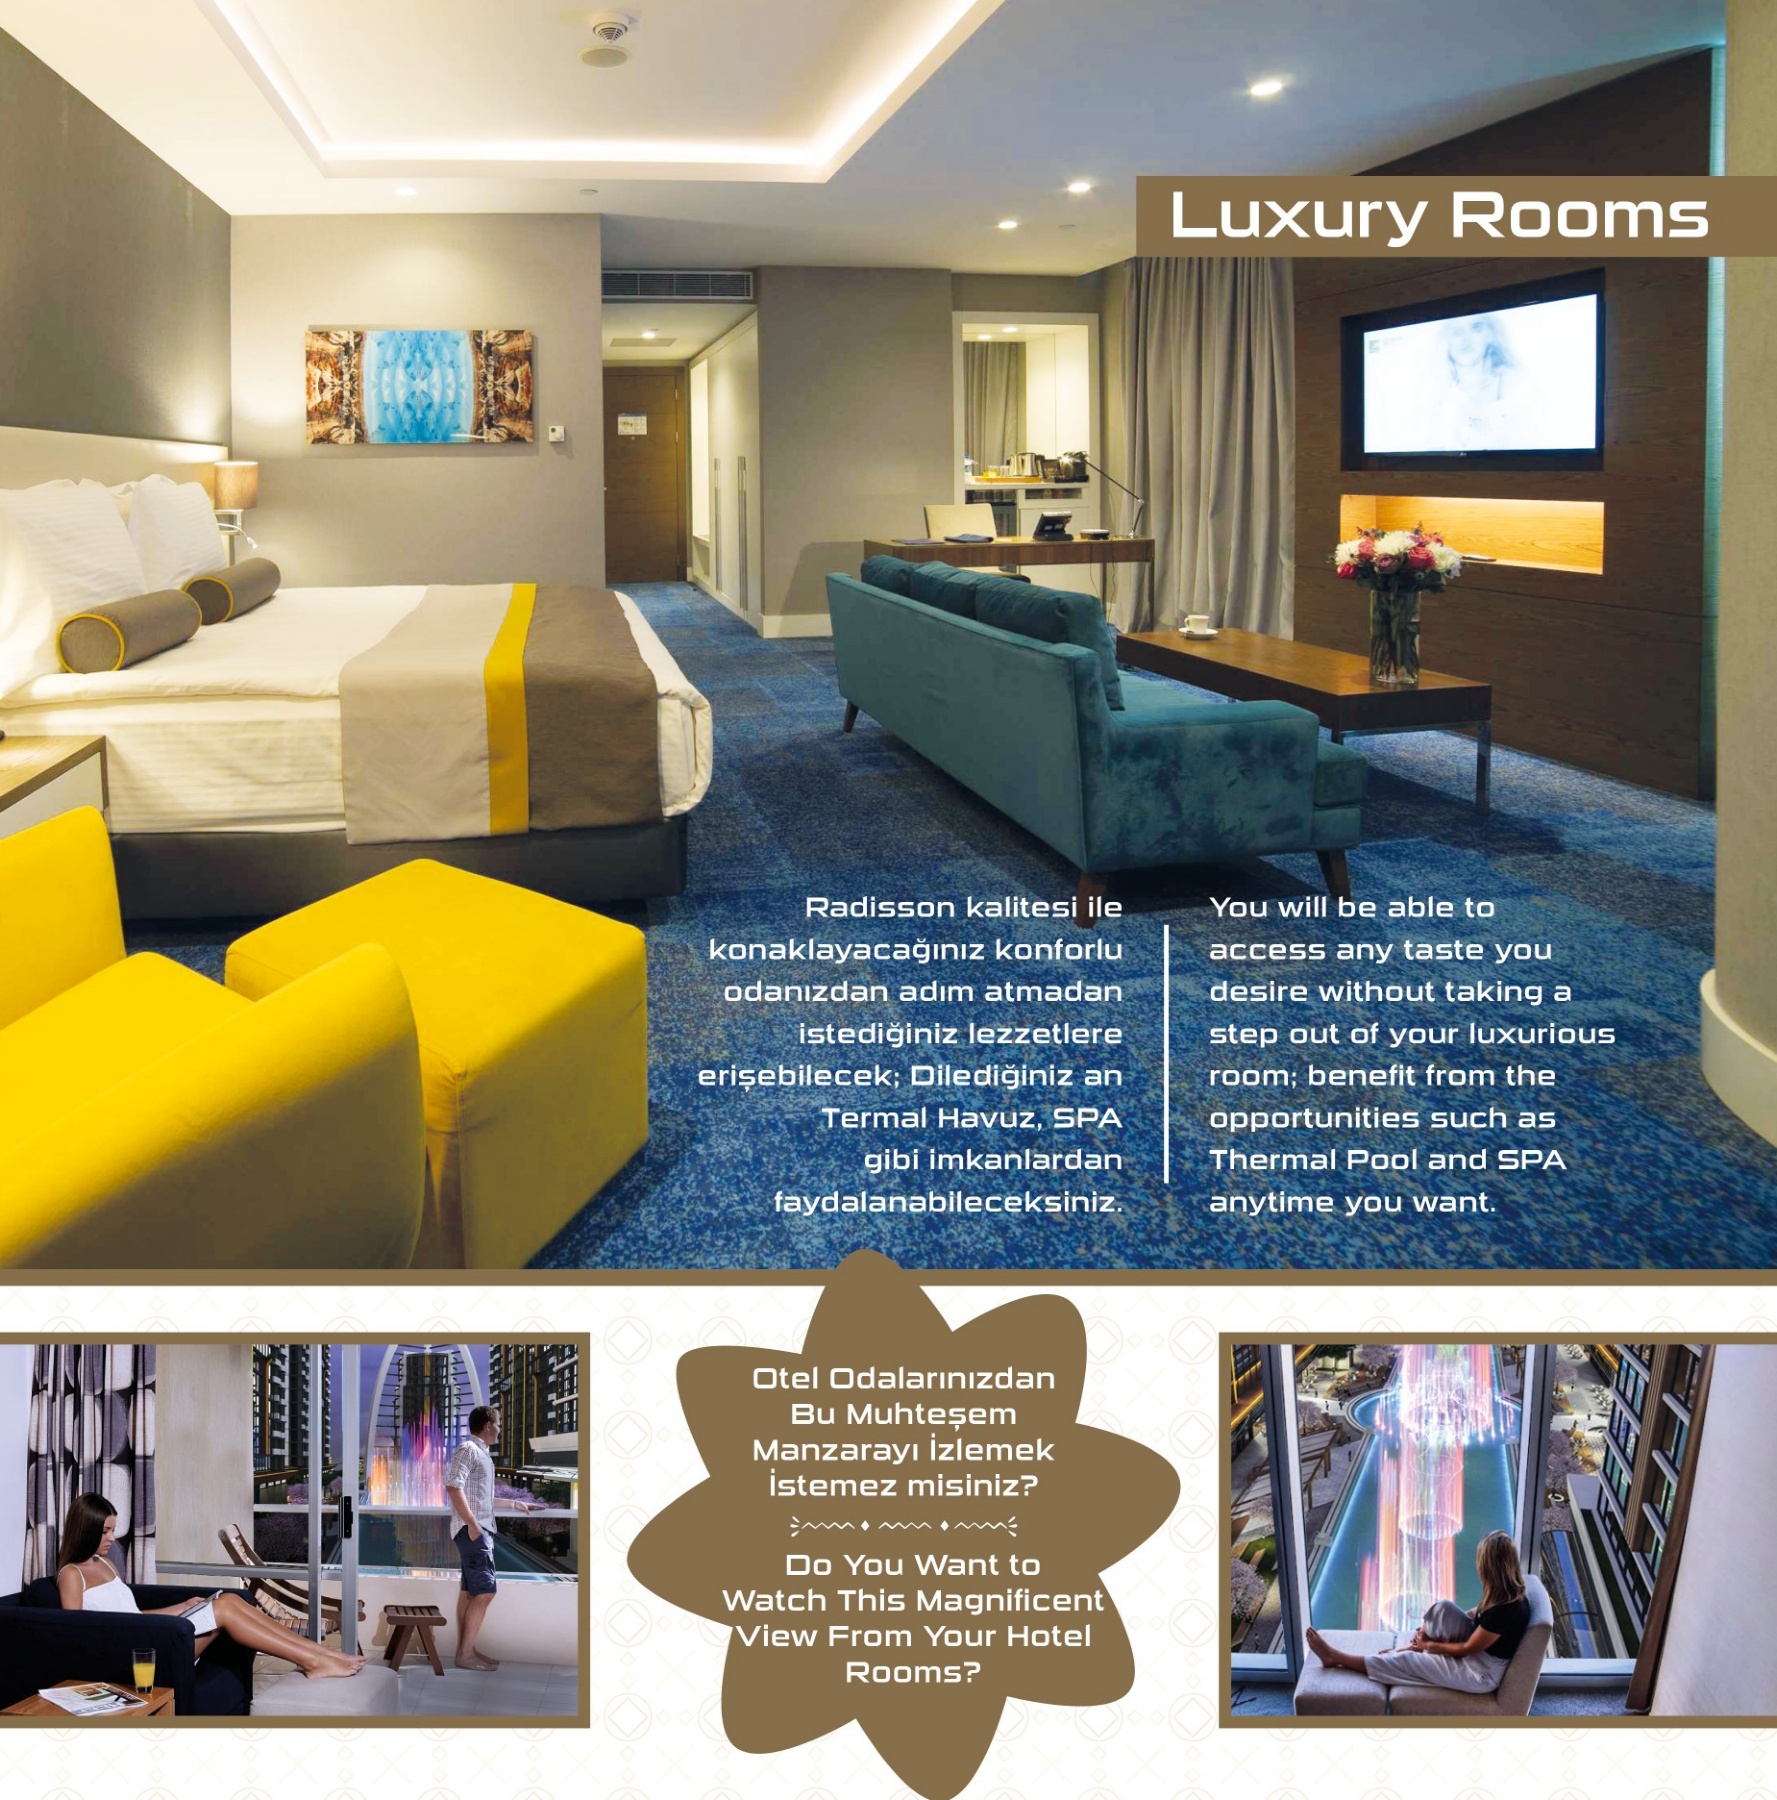 Luxury Rooms
Radisson kalitesi ile
konaklayacağınız konforlu
odanızdan adım atmadan
istediğiniz lezzetlere
erişebilecek; Dilediğiniz an
Termal Havuz, SPA
gibi imkanlardan
faydalanabileceksiniz.
You will be able to
access any taste you
desire without taking a
step out of your luxurious
room; benefit from the
opportunities such as
Thermal Pool and SPA
anytime you want.
Otel Odalarınızdan
Bu Muhteşem
Manzarayı İzlemek
İstemez misiniz?
Do You Want to
Watch This Magnificent
View From Your Hotel
Rooms?